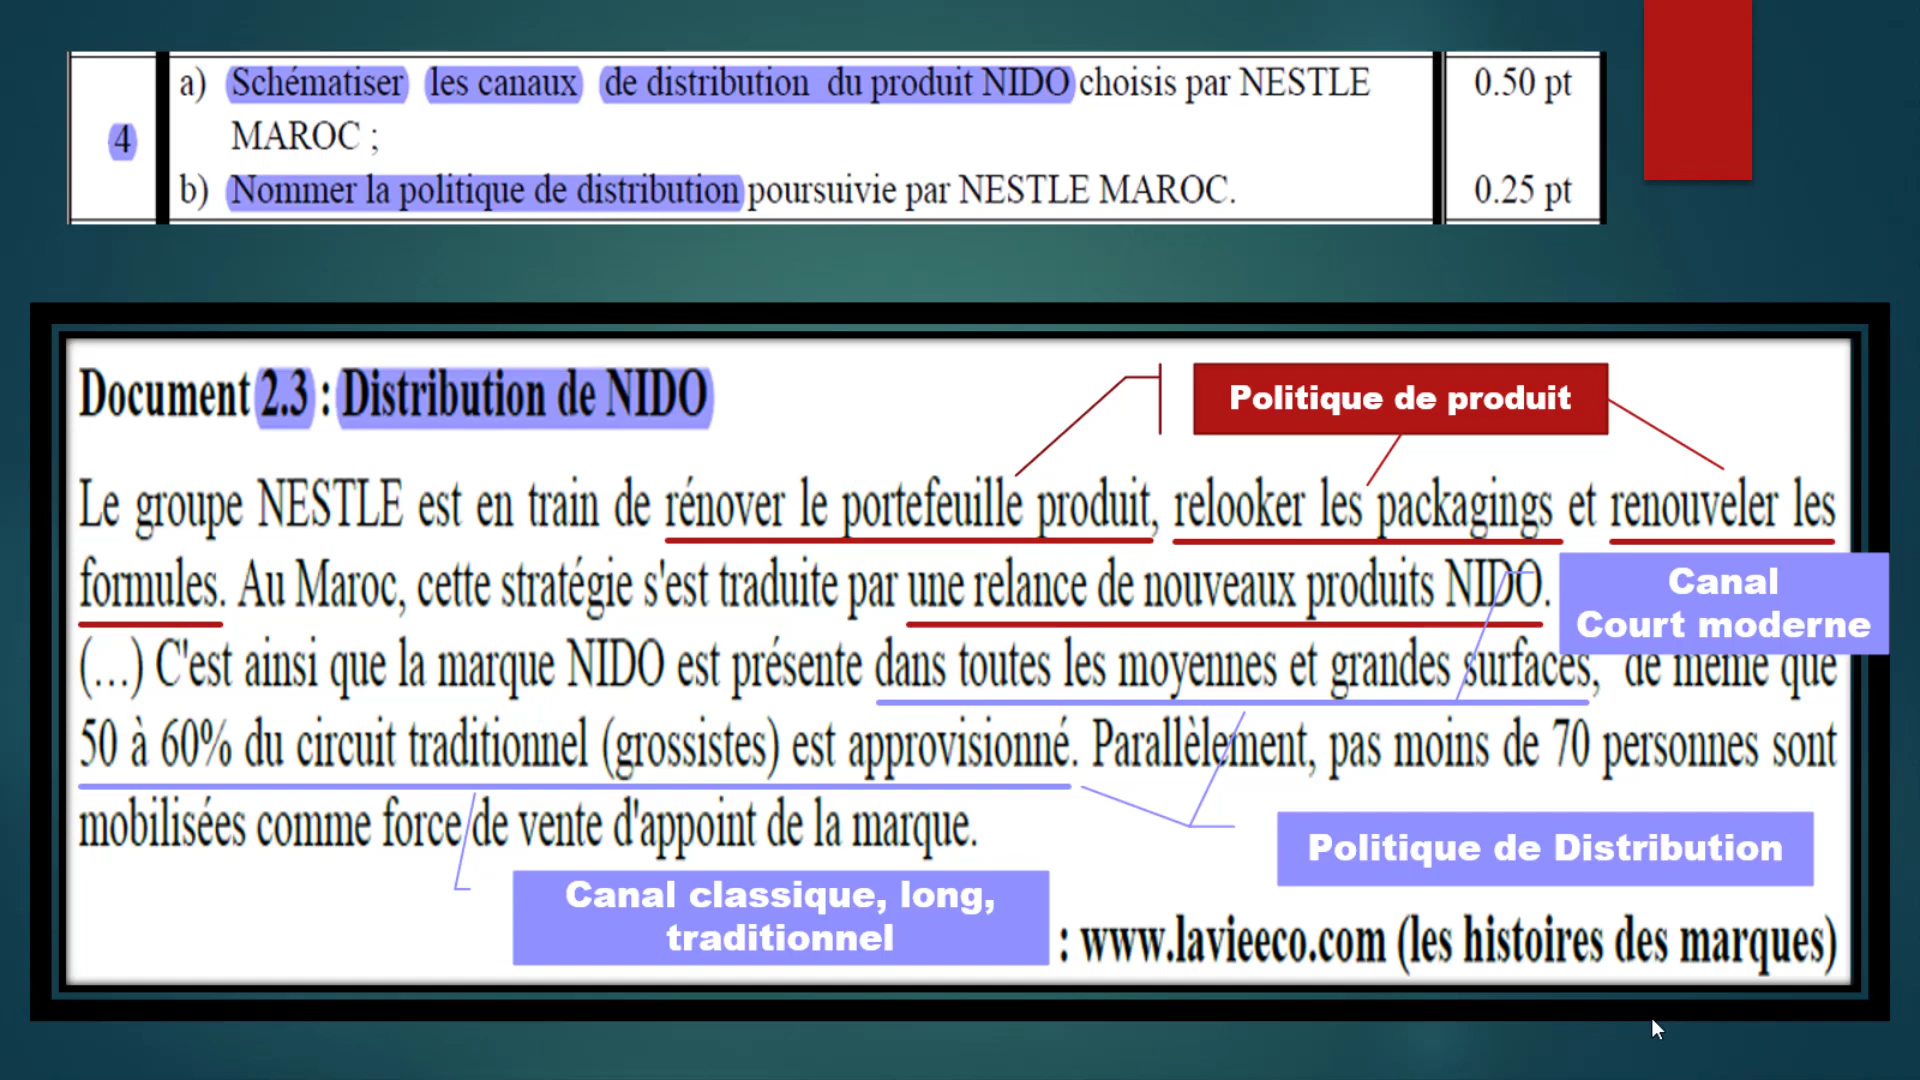 4
a) Schématiser les canaux de distribution du produit NIDO choisis par NESTLE
MAROC ;
0.50 pt
b) Nommer la politique de distribution poursuivie par NESTLE MAROC.
0.25 pt
Document 2.3 : Distribution de NIDO
Politique de produit
Le groupe NESTLE est en train de rénover le portefeuille produit, relooker les packagings et renouveler les
formules. Au Maroc, cette stratégie s'est traduite par une relance de nouveaux produits NIDO.
Canal
Court moderne
(…) C'est ainsi que la marque NIDO est présente dans toutes les moyennes et grandes surfaces, de même que
50 à 60% du circuit traditionnel (grossistes) est approvisionné. Parallèlement, pas moins de 70 personnes sont
mobilisées comme force de vente d'appoint de la marque.
Politique de Distribution
Canal classique, long,
traditionnel
: www.lavieeco.com (les histoires des marques)